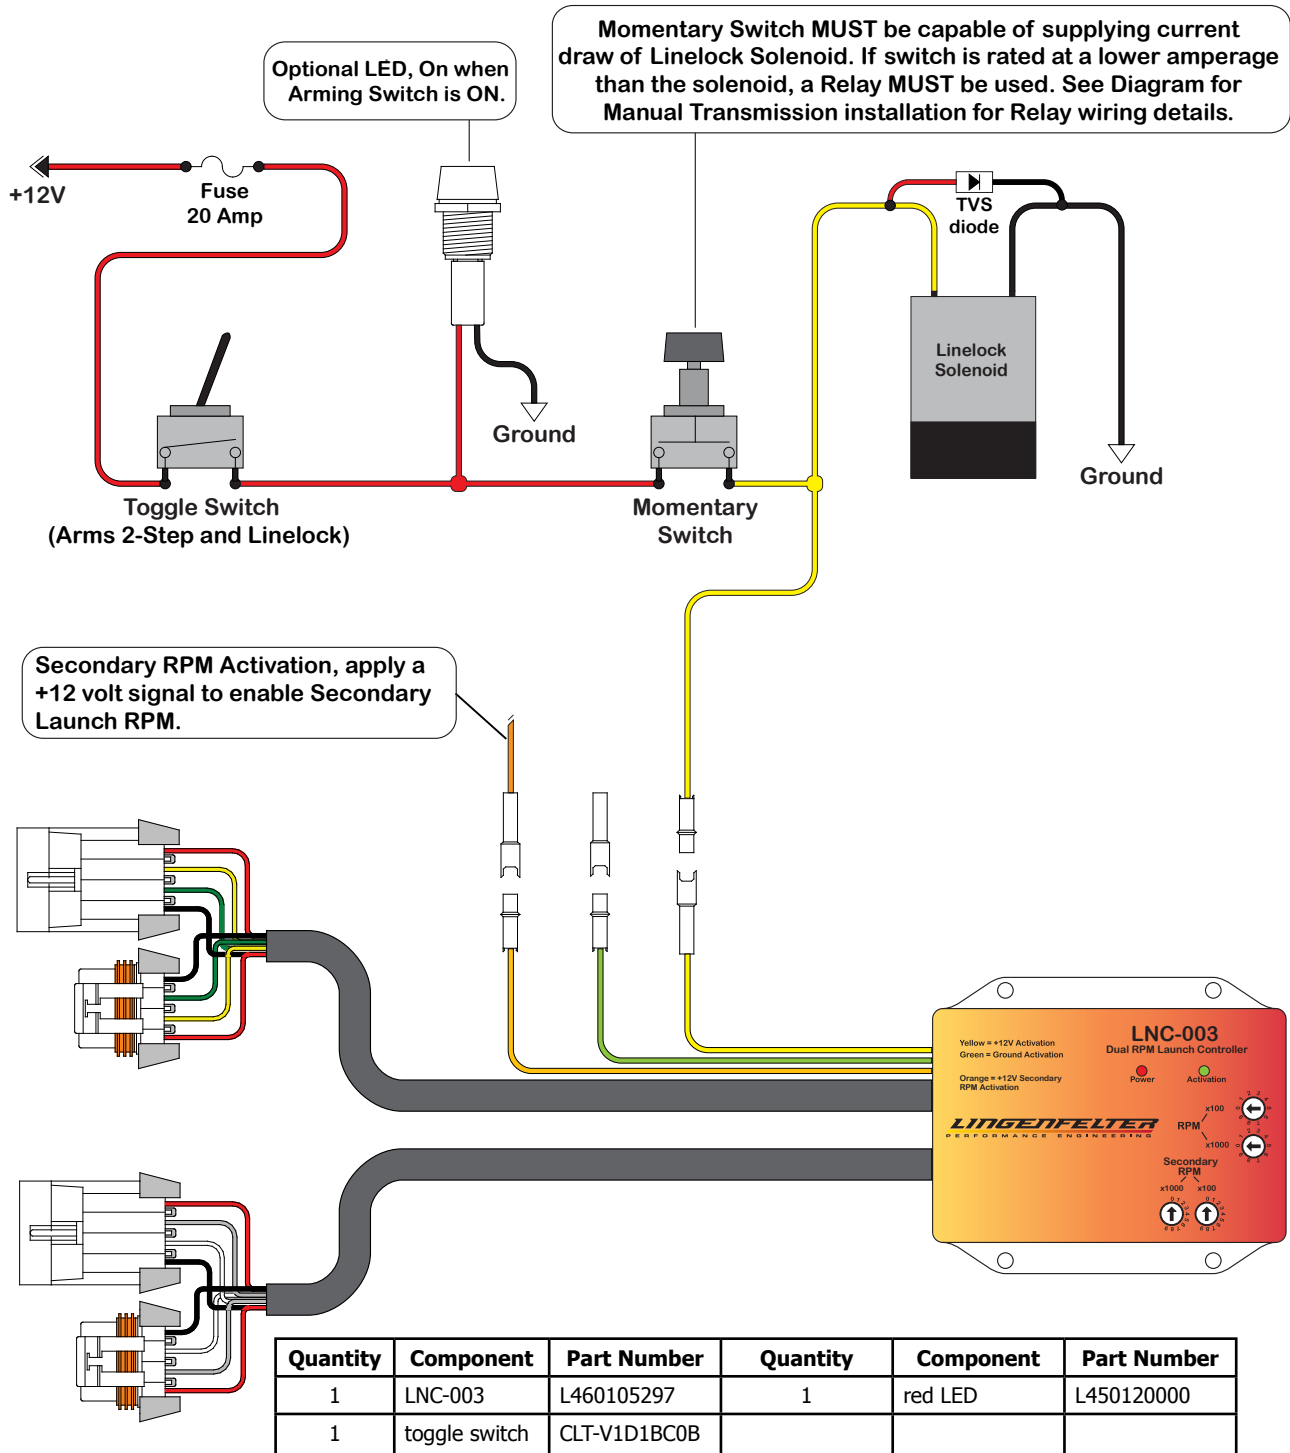 Momentary Switch MUST be capable of supplying current
draw of Linelock Solenoid. If switch is rated at a lower amperage
than the solenoid, a Relay MUST be used. See Diagram for
Manual Transmission installation for Relay wiring details.
Optional LED, On when
Arming Switch is ON.
+12V
Fuse
20 Amp
TVS
diode
Linelock
Solenoid
Ground
Ground
Toggle Switch
(Arms 2-Step and Linelock)
Momentary
Switch
Secondary RPM Activation, apply a
+12 volt signal to enable Secondary
Launch RPM.
Yellow = +12V Activation
Green = Ground Activation
Orange = +12V Secondary
RPM Activation
LNC-003
Dual RPM Launch Controller
Power
Activation
LINGENFELTER
PERFORMANCE ENGINEERING
x100
RPM
x1000
Secondary
RPM
x1000 x100
Quantity Component Part Number Quantity Component Part Number
1 LNC-003 L460105297 1 red LED L450120000
1 toggle switch CLT-V1D1BC0B